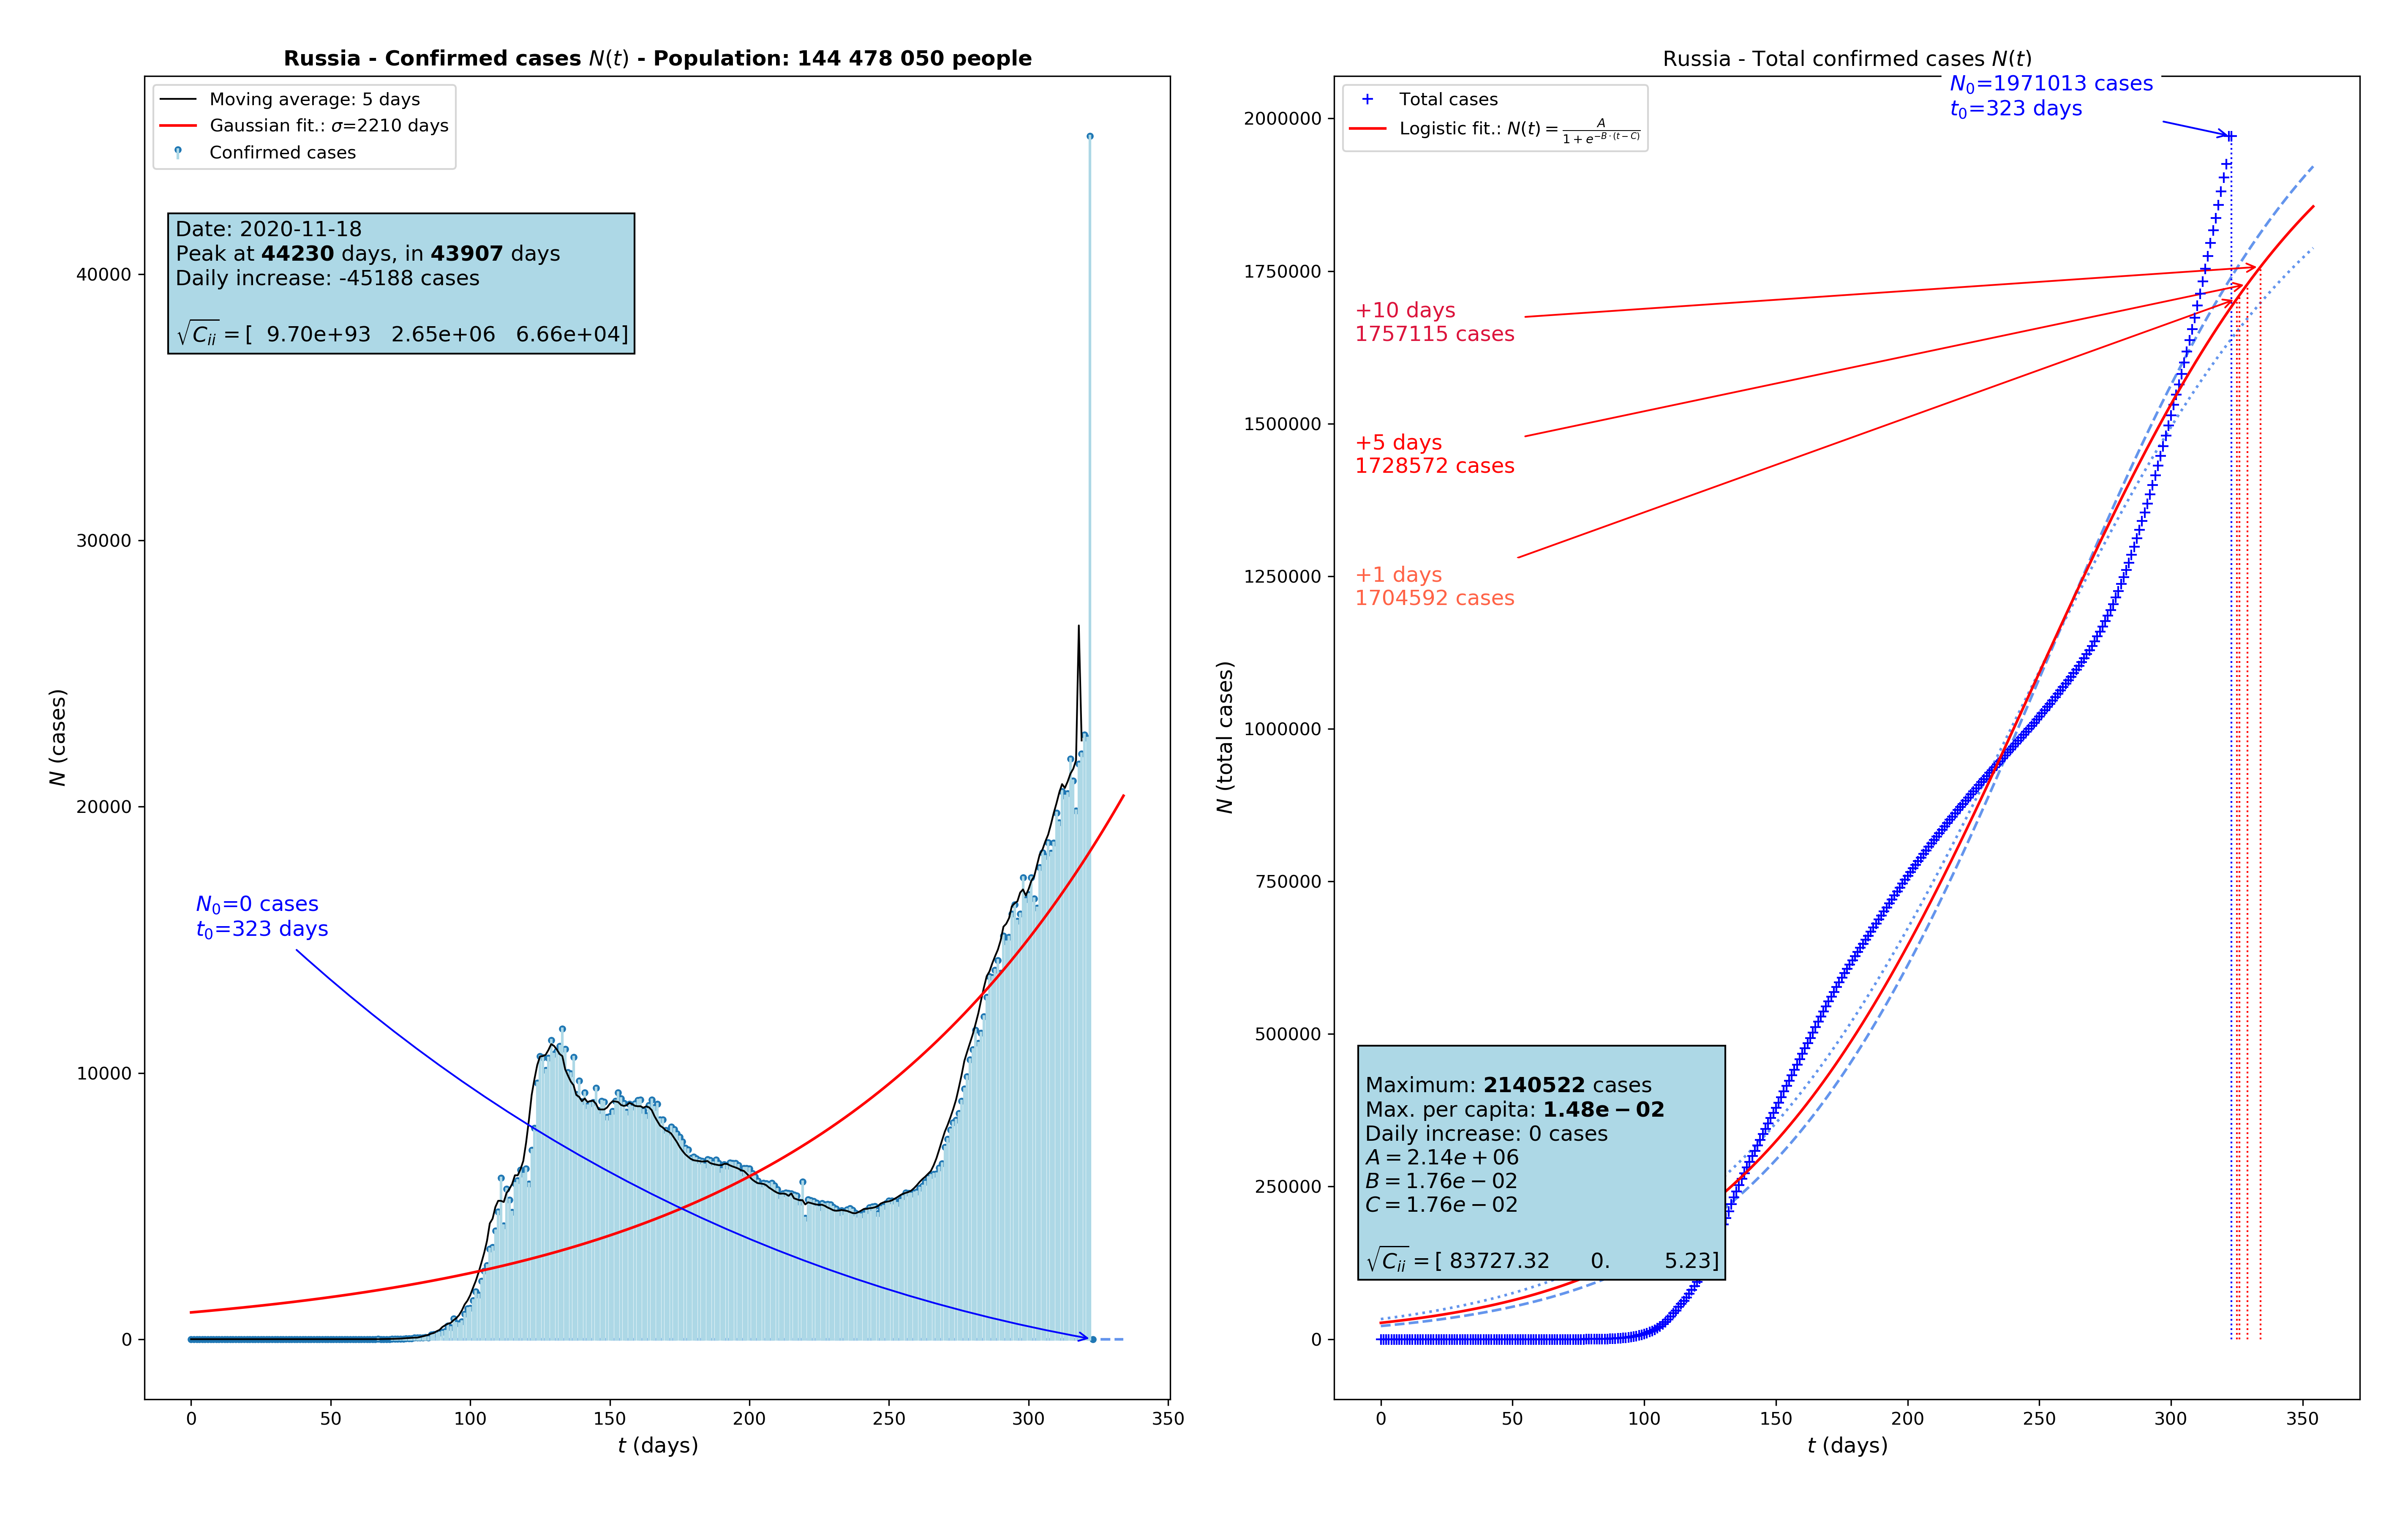 Russia - Confirmed cases N(t) - Population: 144 478 050 people
Moving average: 5 days
Gaussian fit.: σ=2210 days
Confirmed cases
Date: 2020-11-18
Peak at 44230 days, in 43907 days
Daily increase: -45188 cases
√C_ii = [ 9.70e+93 2.65e+06 6.66e+04]
N_0=0 cases
t_0=323 days
40000
30000
20000
10000
0
N (cases)
0 50 100 150 200 250 300 350
t (days)
Russia - Total confirmed cases N(t)
Total cases
Logistic fit.: N(t) = A / (1 + e^{-B·(t-C)})
N_0=1971013 cases
t_0=323 days
+10 days
1757115 cases
+5 days
1728572 cases
+1 days
1704592 cases
Maximum: 2140522 cases
Max. per capita: 1.48e − 02
Daily increase: 0 cases
A = 2.14e + 06
B = 1.76e − 02
C = 1.76e − 02
√C_ii = [ 83727.32 0. 5.23]
2000000
1750000
1500000
1250000
1000000
750000
500000
250000
0
N (total cases)
0 50 100 150 200 250 300 350
t (days)